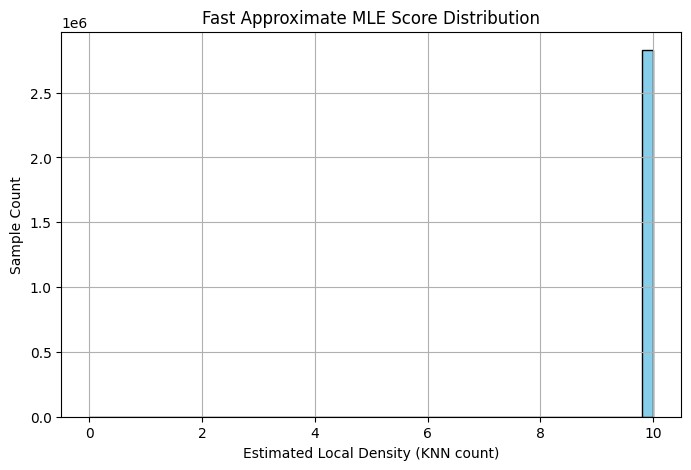 Fast Approximate MLE Score Distribution
1e6
2.5
2.0
1.5
1.0
0.5
0.0
Sample Count
0 2 4 6 8 10
Estimated Local Density (KNN count)